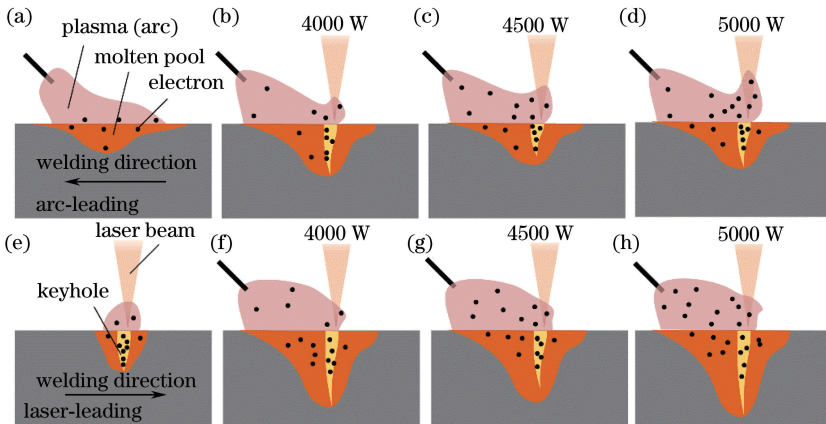 (a)
plasma (arc)
molten pool
electron
welding direction
arc-leading
(b)
4000 W
(c)
4500 W
(d)
5000 W
(e)
laser beam
keyhole
welding direction
laser-leading
(f)
4000 W
(g)
4500 W
(h)
5000 W